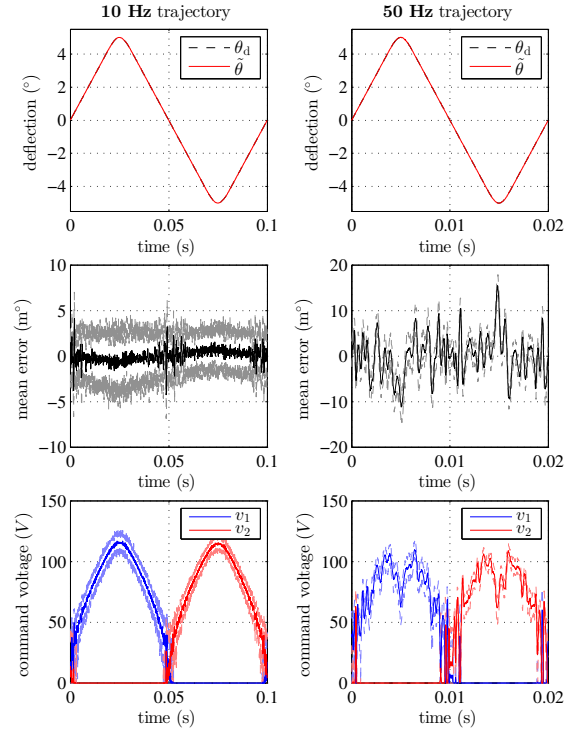 10 Hz trajectory
4
2
0
−2
−4
deflection (°)
θd
θ̃
0
0.05
0.1
time (s)
50 Hz trajectory
4
2
0
−2
−4
deflection (°)
θd
θ̃
0
0.01
0.02
time (s)
10
5
0
−5
−10
mean error (m°)
0
0.05
0.1
time (s)
20
10
0
−10
−20
mean error (m°)
0
0.01
0.02
time (s)
150
100
50
0
command voltage (V)
v1
v2
0
0.05
0.1
time (s)
150
100
50
0
command voltage (V)
v1
v2
0
0.01
0.02
time (s)